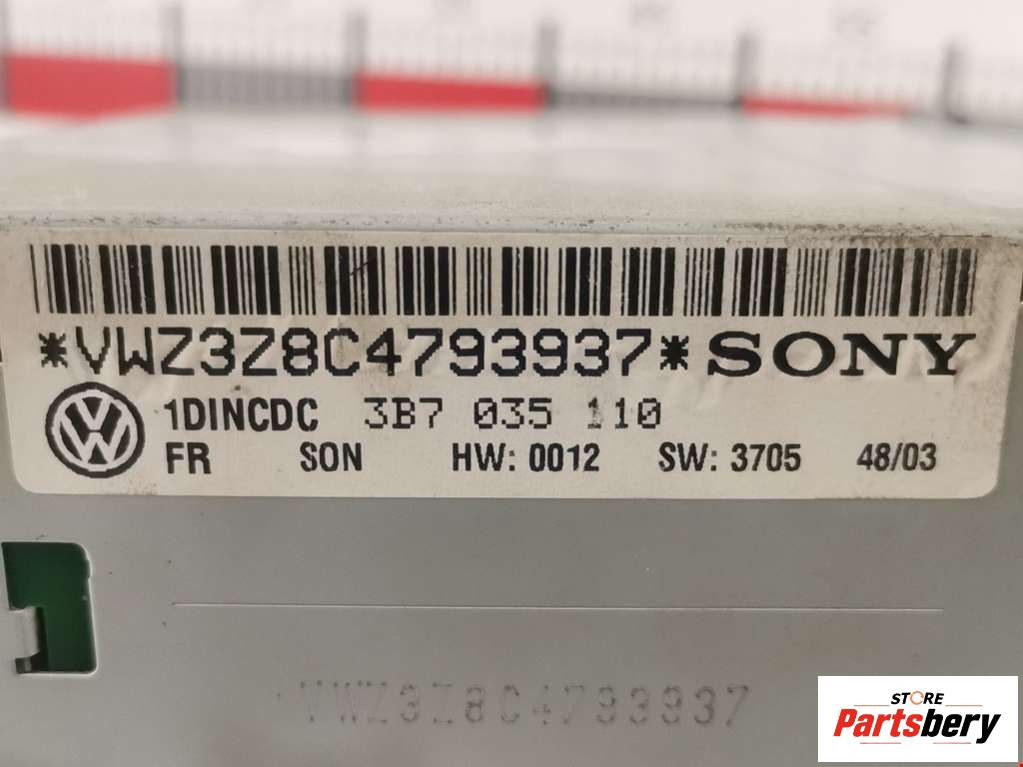 *VWZ3Z8C4793937* SONY
1DINCDC 3B7 035 110
FR SON HW: 0012 SW: 3705 48/03
VWZ3Z8C4793937
STORE
Partsbery